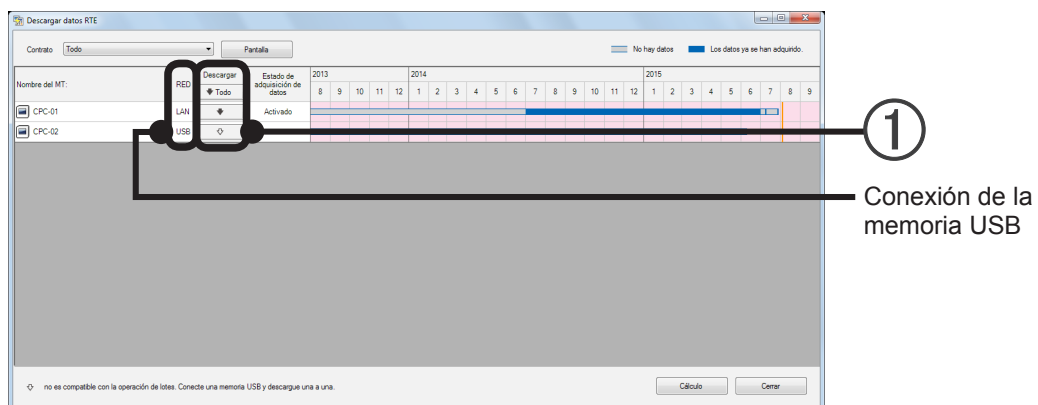 Descargar datos RTE
Contrato Todo Pantalla No hay datos Los datos ya se han adquirido.
Nombre del MT: RED Descargar Todo Estado de adquisición de datos 2013 2014 2015
8 9 10 11 12 1 2 3 4 5 6 7 8 9 10 11 12 1 2 3 4 5 6 7 8 9
CPC-01 LAN Activado
CPC-02 USB
1
Conexión de la
memoria USB
no es compatible con la operación de lotes. Conecte una memoria USB y descargue una a una.
Cálculo Cerrar